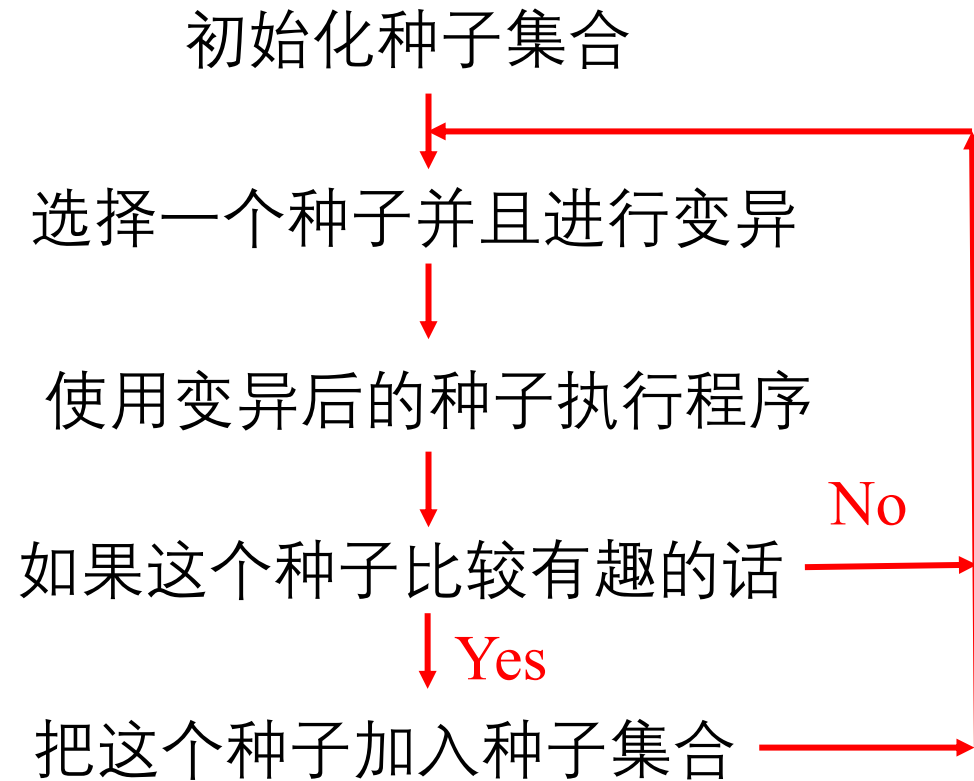 初始化种子集合
选择一个种子并且进行变异
使用变异后的种子执行程序
No
如果这个种子比较有趣的话
Yes
把这个种子加入种子集合